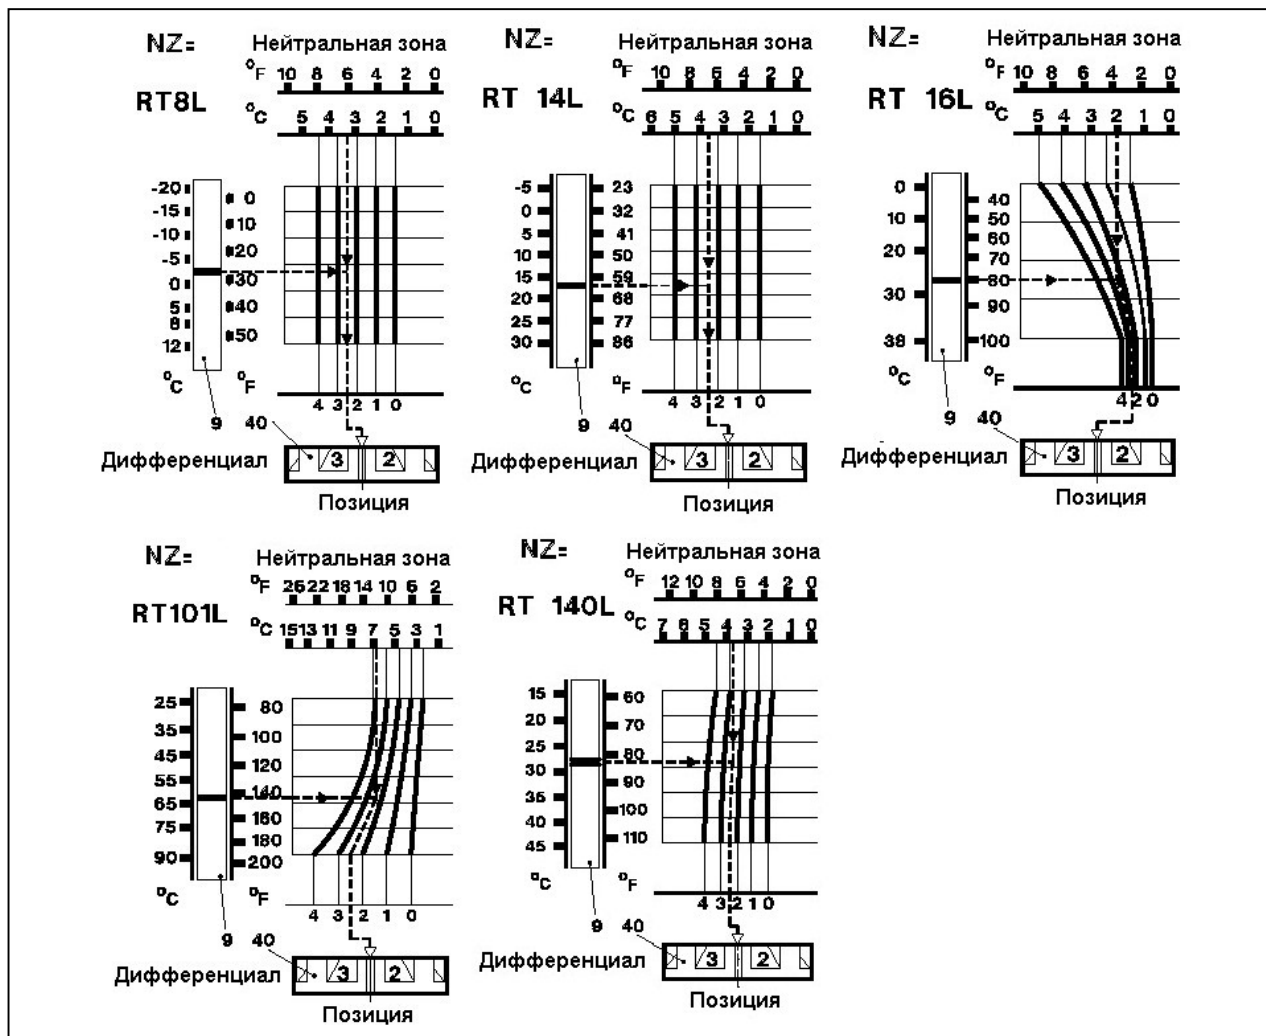 NZ= Нейтральная зона
°F 10 8 6 4 2 0
RT8L
°C 5 4 3 2 1 0
-20 0
-15 10
-10 20
-5 30
0 40
5 50
8
12
°C °F
4 3 2 1 0
9 40
Дифференциал 3 2
Позиция
NZ= Нейтральная зона
°F 10 8 6 4 2 0
RT 14L
°C 6 5 4 3 2 1 0
-5 23
0 32
5 41
10 50
15 59
20 68
25 77
30 86
°C °F
4 3 2 1 0
9 40
Дифференциал 3 2
Позиция
NZ= Нейтральная зона
°F 10 8 6 4 2 0
RT 16L
°C 5 4 3 2 1 0
0 40
10 50
20 60
30 70
38 80
90
100
°C °F
4 2 0
9 40
Дифференциал 3 2
Позиция
NZ= Нейтральная зона
°F 26 22 18 14 10 6 2
RT101L
°C 15 13 11 9 7 5 3 1
25 80
35 100
45 120
55 140
65 160
75 180
90 200
°C °F
4 3 2 1 0
9 40
Дифференциал 3 2
Позиция
NZ= Нейтральная зона
°F 12 10 8 6 4 2 0
RT 140L
°C 7 6 5 4 3 2 1 0
15 60
20 70
25 80
30 90
35 100
40 110
45
°C °F
4 3 2 1 0
9 40
Дифференциал 3 2
Позиция